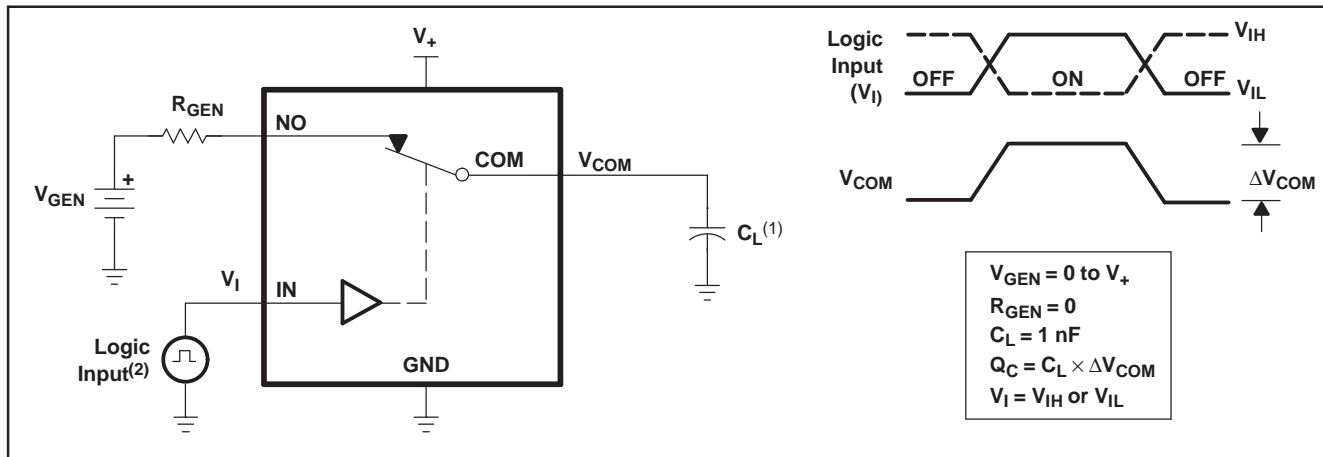 V+
RGEN
NO
COM
VCOM
VGEN
+
CL(1)
VI
IN
Logic
Input(2)
GND
Logic
Input
(VI)
OFF
ON
OFF
VIH
VIL
VCOM
ΔVCOM
VGEN = 0 to V+
RGEN = 0
CL = 1 nF
QC = CL × ΔVCOM
VI = VIH or VIL